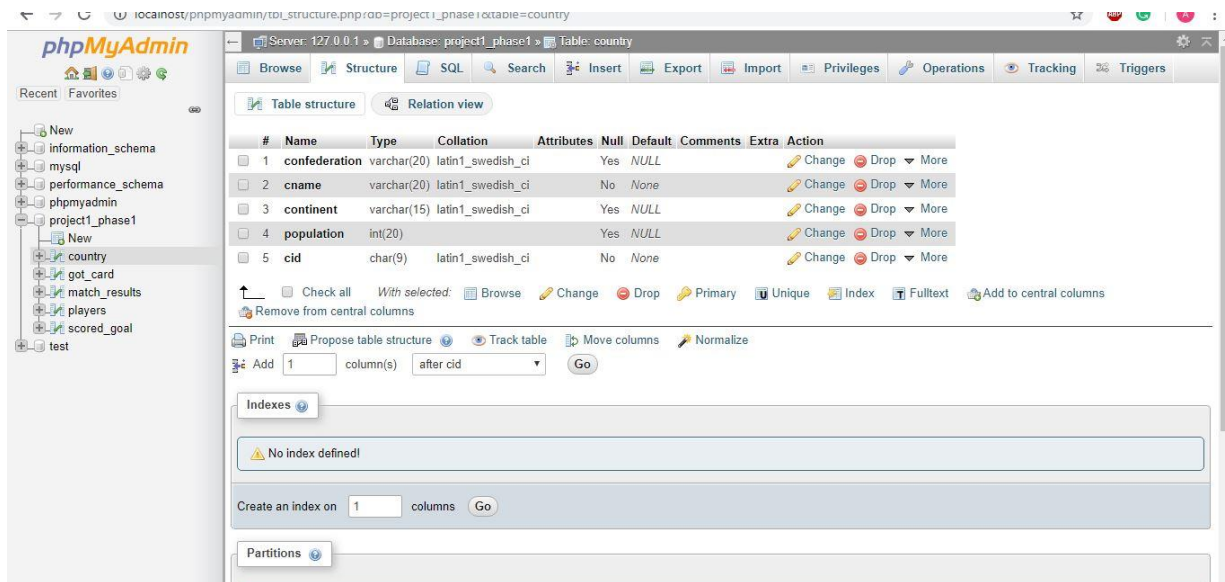 localhost/phpmyadmin/tbl_structure.php?db=project1_phase1&table=country
phpMyAdmin
Recent Favorites
New
information_schema
mysql
performance_schema
phpmyadmin
project1_phase1
New
country
got_card
match_results
players
scored_goal
test
Server: 127.0.0.1 » Database: project1_phase1 » Table: country
Browse Structure SQL Search Insert Export Import Privileges Operations Tracking Triggers
Table structure Relation view
# Name Type Collation Attributes Null Default Comments Extra Action
1 confederation varchar(20) latin1_swedish_ci Yes NULL Change Drop More
2 cname varchar(20) latin1_swedish_ci No None Change Drop More
3 continent varchar(15) latin1_swedish_ci Yes NULL Change Drop More
4 population int(20) Yes NULL Change Drop More
5 cid char(9) latin1_swedish_ci No None Change Drop More
Check all With selected: Browse Change Drop Primary Unique Index Fulltext Add to central columns
Remove from central columns
Print Propose table structure Track table Move columns Normalize
Add 1 column(s) after cid Go
Indexes
No index defined!
Create an index on 1 columns Go
Partitions